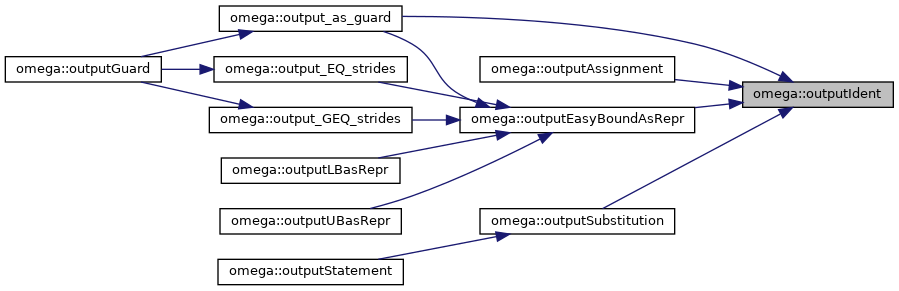 omega::output_as_guard
omega::outputGuard
omega::output_EQ_strides
omega::outputAssignment
omega::outputIdent
omega::output_GEQ_strides
omega::outputEasyBoundAsRepr
omega::outputLBasRepr
omega::outputUBasRepr
omega::outputSubstitution
omega::outputStatement